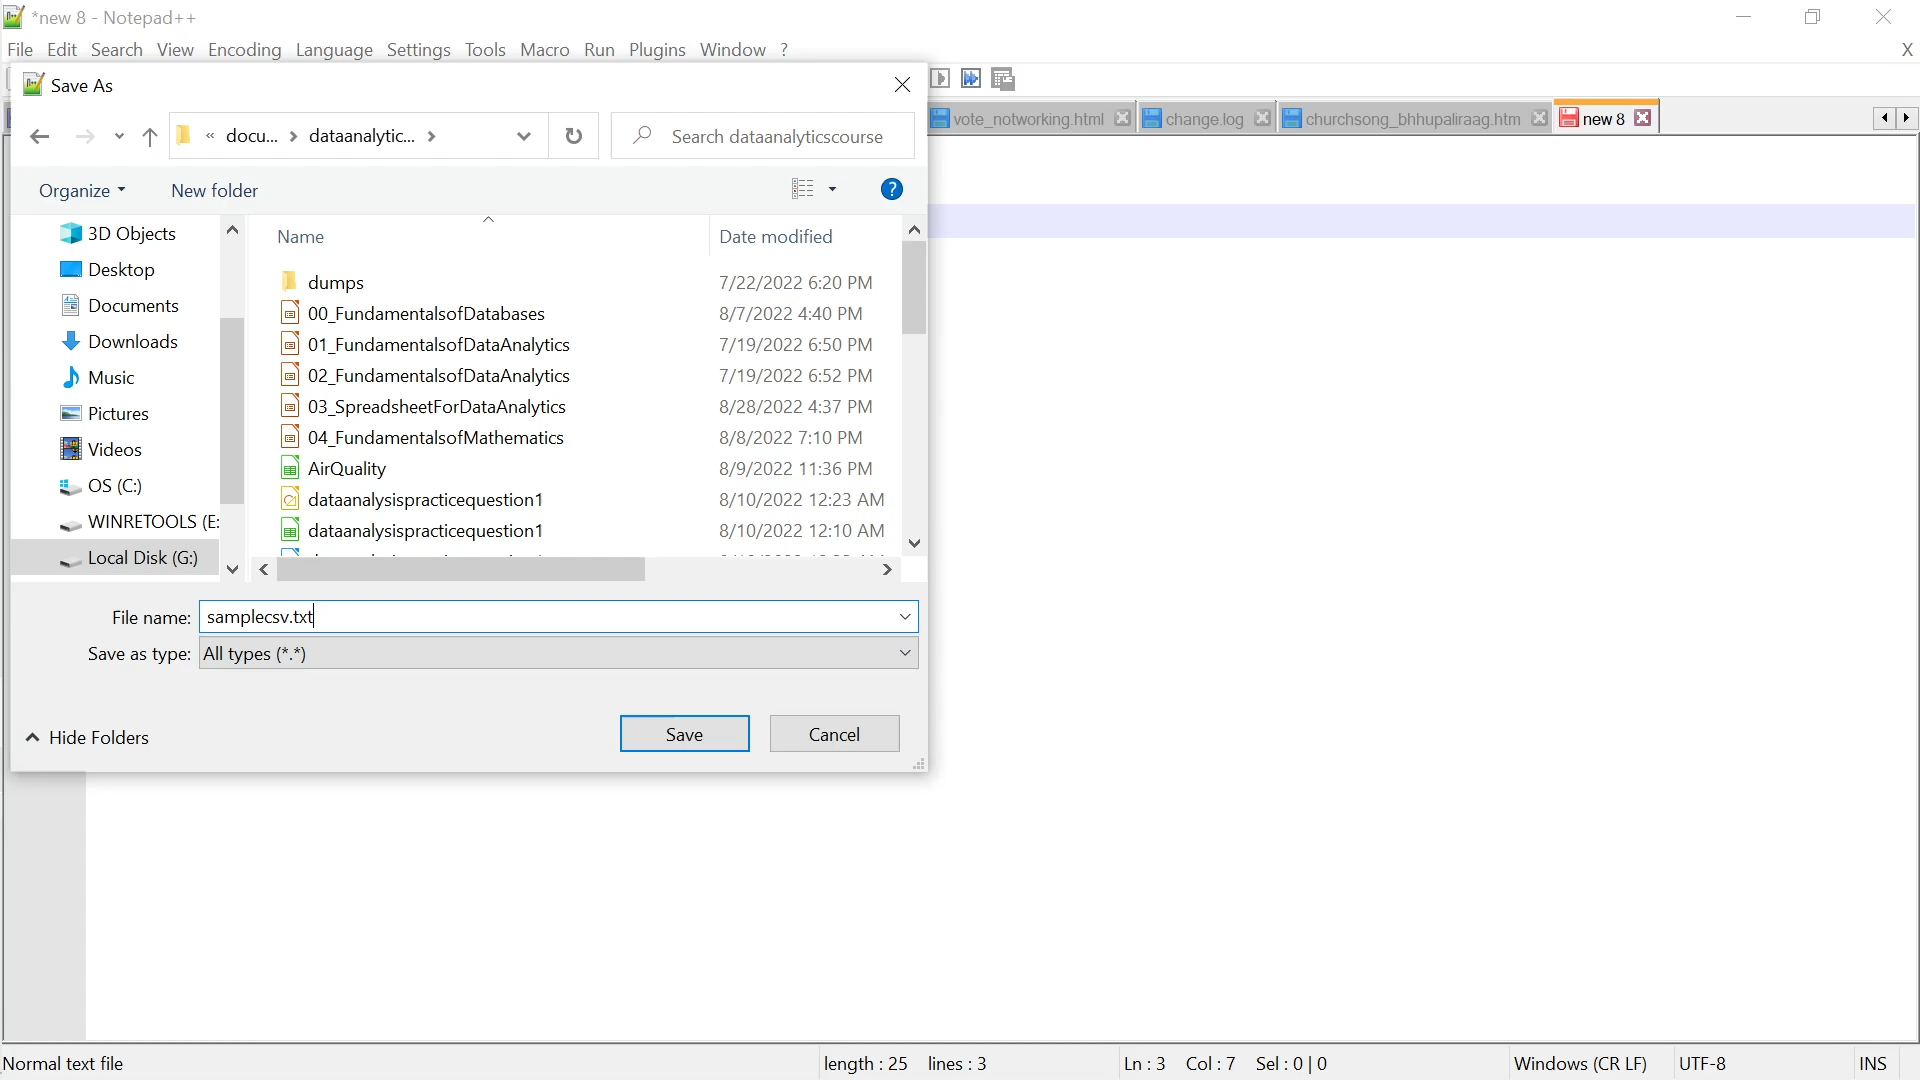 *new 8 - Notepad++
File Edit Search View Encoding Language Settings Tools Macro Run Plugins Window ? X
Save As
« docu... > dataanalytic... >
Search dataanalyticscourse
vote_notworking.html
change.log
churchsong_bhhupaliraag.htm
new 8
Organize
New folder
3D Objects
Desktop
Documents
Downloads
Music
Pictures
Videos
OS (C:)
WINRETOOLS (E:
Local Disk (G:)
Name Date modified
dumps 7/22/2022 6:20 PM
00_FundamentalsofDatabases 8/7/2022 4:40 PM
01_FundamentalsofDataAnalytics 7/19/2022 6:50 PM
02_FundamentalsofDataAnalytics 7/19/2022 6:52 PM
03_SpreadsheetForDataAnalytics 8/28/2022 4:37 PM
04_FundamentalsofMathematics 8/8/2022 7:10 PM
AirQuality 8/9/2022 11:36 PM
dataanalysispracticequestion1 8/10/2022 12:23 AM
dataanalysispracticequestion1 8/10/2022 12:10 AM
File name: samplecsv.txt
Save as type: All types (*.*)
Hide Folders
Save
Cancel
Normal text file length : 25 lines : 3 Ln : 3 Col : 7 Sel : 0 | 0 Windows (CR LF) UTF-8 INS